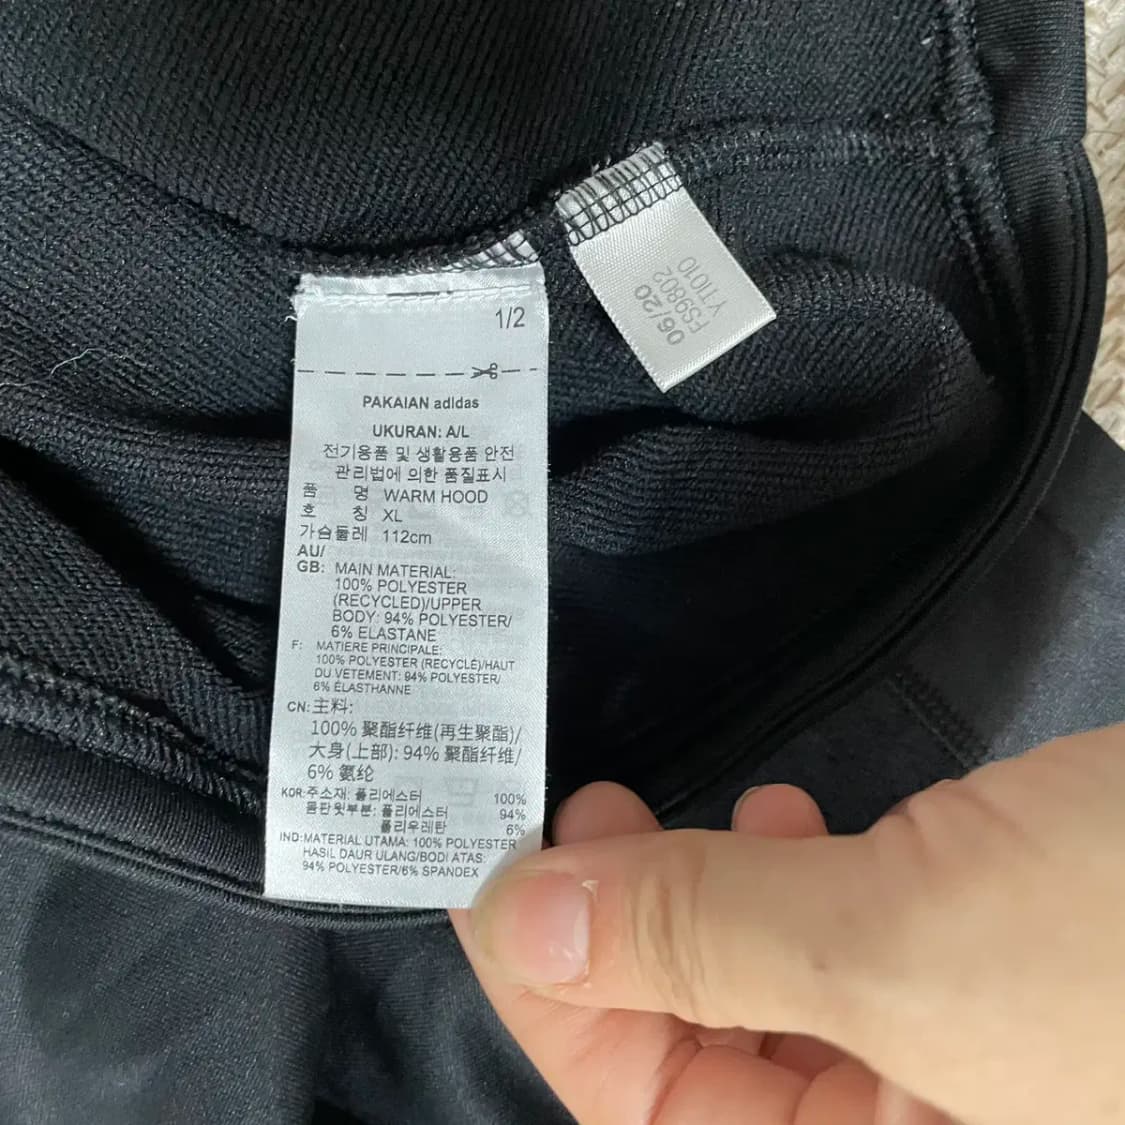 1/2
PAKAIAN adidas
UKURAN: A/L
전기용품 및 생활용품 안전
관리법에 의한 품질표시
품 명 WARM HOOD
호 칭 XL
가슴둘레 112cm
AU/
GB: MAIN MATERIAL:
100% POLYESTER
(RECYCLED)/UPPER
BODY: 94% POLYESTER/
6% ELASTANE
F: MATIERE PRINCIPALE:
100% POLYESTER (RECYCLÉ)/HAUT
DU VETEMENT: 94% POLYESTER/
6% ÉLASTHANNE
CN: 主料:
100% 聚酯纤维(再生聚酯)/
大身(上部): 94% 聚酯纤维/
6% 氨纶
KOR: 주소재: 폴리에스터 100%
몸판윗부분: 폴리에스터 94%
폴리우레탄 6%
IND: MATERIAL UTAMA: 100% POLYESTER
HASIL DAUR ULANG/BODI ATAS:
94% POLYESTER/6% SPANDEX
06/20
FS9802
YT1010